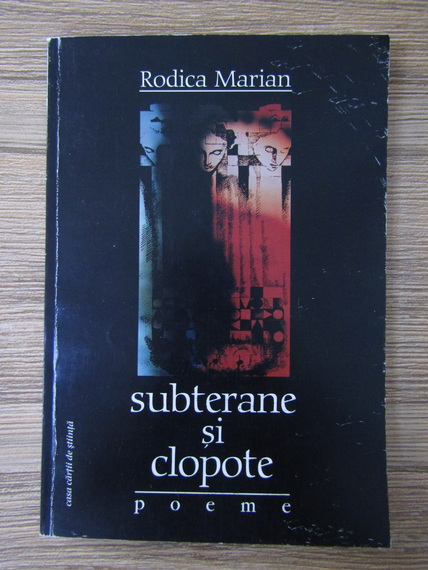 Rodica Marian
subterane
și
clopote
poeme
casa cărții de știință